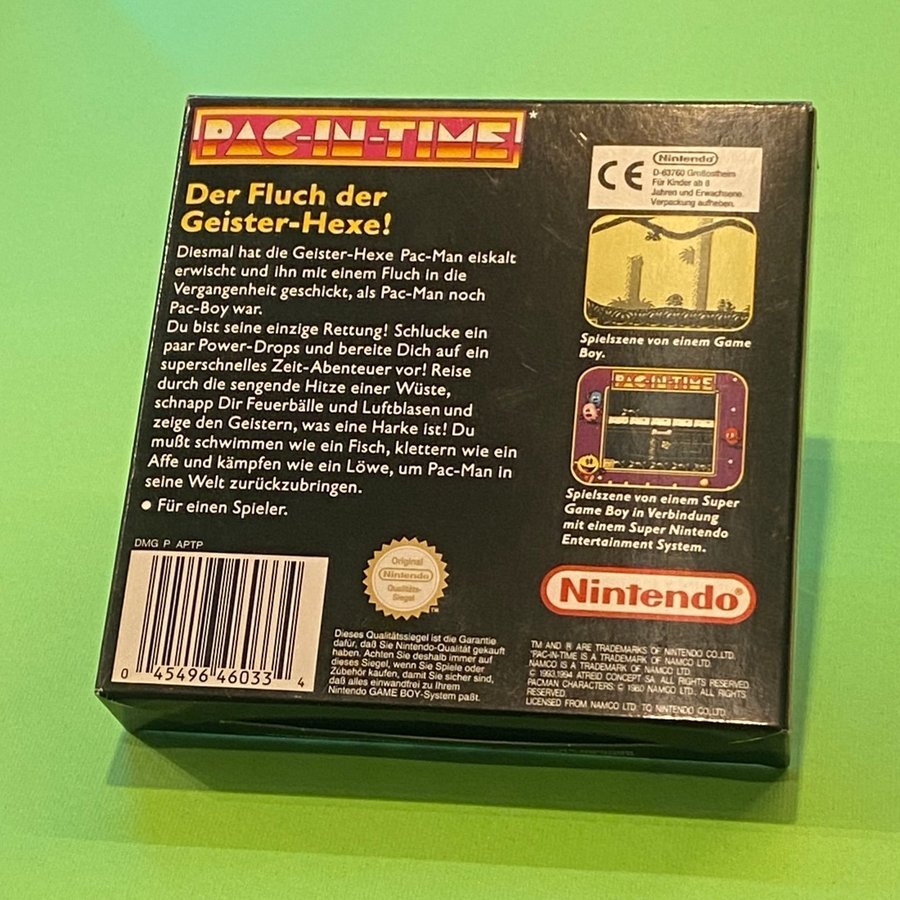 PAC-IN-TIME *
Der Fluch der
Geister-Hexe!
Diesmal hat die Geister-Hexe Pac-Man eiskalt
erwischt und ihn mit einem Fluch in die
Vergangenheit geschickt, als Pac-Man noch
Pac-Boy war.
Du bist seine einzige Rettung! Schlucke ein
paar Power-Drops und bereite Dich auf ein
superschnelles Zeit-Abenteuer vor! Reise
durch die sengende Hitze einer Wüste,
schnapp Dir Feuerbälle und Luftblasen und
zeige den Geistern, was eine Harke ist! Du
mußt schwimmen wie ein Fisch, klettern wie ein
Affe und kämpfen wie ein Löwe, um Pac-Man in
seine Welt zurückzubringen.
● Für einen Spieler.
DMG P APTP
0 45496 46033 4
Original
Nintendo
Qualitäts-
Siegel
TM
Dieses Qualitätssiegel ist die Garantie
dafür, daß Sie Nintendo-Qualität gekauft
haben. Achten Sie deshalb immer auf
dieses Siegel, wenn Sie Spiele oder
Zubehör kaufen, damit Sie sicher sind,
daß alles einwandfrei zu Ihrem
Nintendo GAME BOY-System paßt.
CE
Nintendo
D-63760 Großostheim
Für Kinder ab 8
Jahren und Erwachsene.
Verpackung aufheben.
Spielszene von einem Game
Boy.
PAC-IN-TIME
Spielszene von einem Super
Game Boy in Verbindung
mit einem Super Nintendo
Entertainment System.
Nintendo®
TM AND ® ARE TRADEMARKS OF NINTENDO CO.,LTD.
*PAC-IN-TIME IS A TRADEMARK OF NAMCO LTD.
NAMCO IS A TRADEMARK OF NAMCO LTD.
© 1993,1994 ATREID CONCEPT SA. ALL RIGHTS RESERVED.
PACMAN CHARACTERS: © 1980 NAMCO LTD., ALL RIGHTS
RESERVED.
LICENSED FROM NAMCO LTD. TO NINTENDO CO.,LTD.